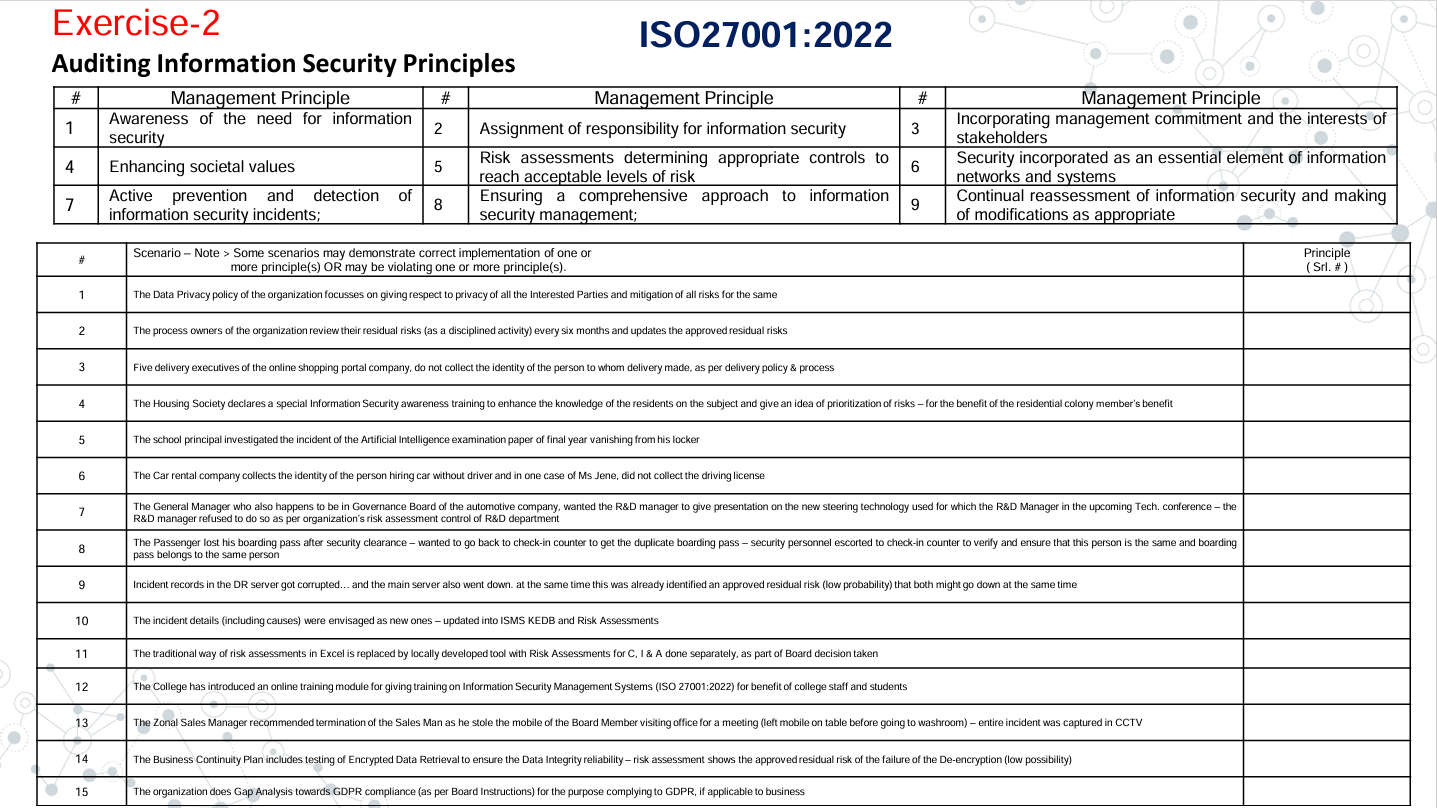 Exercise-2
ISO27001:2022
Auditing Information Security Principles
# Management Principle # Management Principle # Management Principle
1 Awareness of the need for information security 2 Assignment of responsibility for information security 3 Incorporating management commitment and the interests of stakeholders
4 Enhancing societal values 5 Risk assessments determining appropriate controls to reach acceptable levels of risk 6 Security incorporated as an essential element of information networks and systems
7 Active prevention and detection of information security incidents; 8 Ensuring a comprehensive approach to information security management; 9 Continual reassessment of information security and making of modifications as appropriate
# Scenario – Note > Some scenarios may demonstrate correct implementation of one or more principle(s) OR may be violating one or more principle(s). Principle ( Srl. # )
1 The Data Privacy policy of the organization focusses on giving respect to privacy of all the Interested Parties and mitigation of all risks for the same
2 The process owners of the organization review their residual risks (as a disciplined activity) every six months and updates the approved residual risks
3 Five delivery executives of the online shopping portal company, do not collect the identity of the person to whom delivery made, as per delivery policy & process
4 The Housing Society declares a special Information Security awareness training to enhance the knowledge of the residents on the subject and give an idea of prioritization of risks – for the benefit of the residential colony member's benefit
5 The school principal investigated the incident of the Artificial Intelligence examination paper of final year vanishing from his locker
6 The Car rental company collects the identity of the person hiring car without driver and in one case of Ms Jene, did not collect the driving license
7 The General Manager who also happens to be in Governance Board of the automotive company, wanted the R&D manager to give presentation on the new steering technology used for which the R&D Manager in the upcoming Tech. conference – the
R&D manager refused to do so as per organization's risk assessment control of R&D department
8 The Passenger lost his boarding pass after security clearance – wanted to go back to check-in counter to get the duplicate boarding pass – security personnel escorted to check-in counter to verify and ensure that this person is the same and boarding
pass belongs to the same person
9 Incident records in the DR server got corrupted… and the main server also went down. at the same time this was already identified an approved residual risk (low probability) that both might go down at the same time
10 The incident details (including causes) were envisaged as new ones – updated into ISMS KEDB and Risk Assessments
11 The traditional way of risk assessments in Excel is replaced by locally developed tool with Risk Assessments for C, I & A done separately, as part of Board decision taken
12 The College has introduced an online training module for giving training on Information Security Management Systems (ISO 27001:2022) for benefit of college staff and students
13 The Zonal Sales Manager recommended termination of the Sales Man as he stole the mobile of the Board Member visiting office for a meeting (left mobile on table before going to washroom) – entire incident was captured in CCTV
14 The Business Continuity Plan includes testing of Encrypted Data Retrieval to ensure the Data Integrity reliability – risk assessment shows the approved residual risk of the failure of the De-encryption (low possibility)
15 The organization does Gap Analysis towards GDPR compliance (as per Board Instructions) for the purpose complying to GDPR, if applicable to business